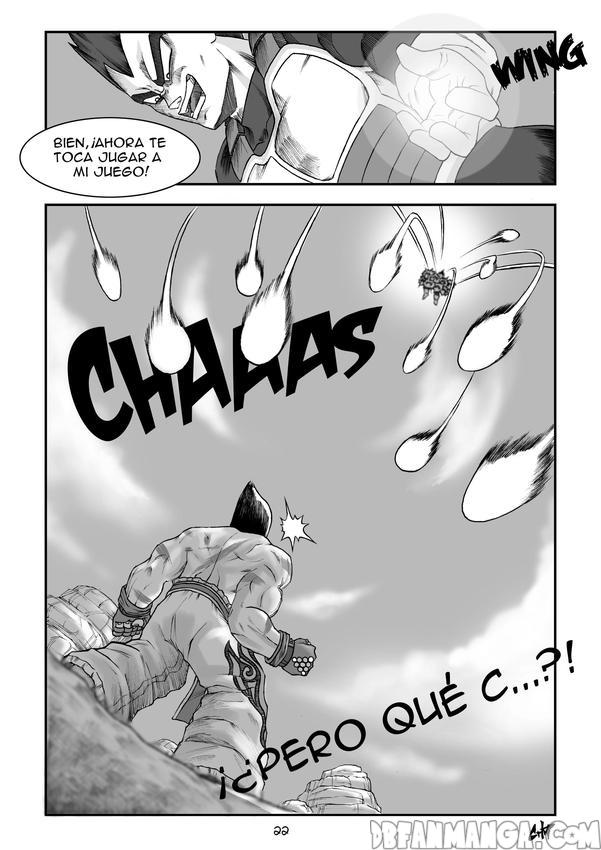 WING
BIEN, ¡AHORA TE
TOCA JUGAR A
MI JUEGO!
CHAAAS
¡¿PERO QUÉ C...?!
22
DBFANMANGA.COM